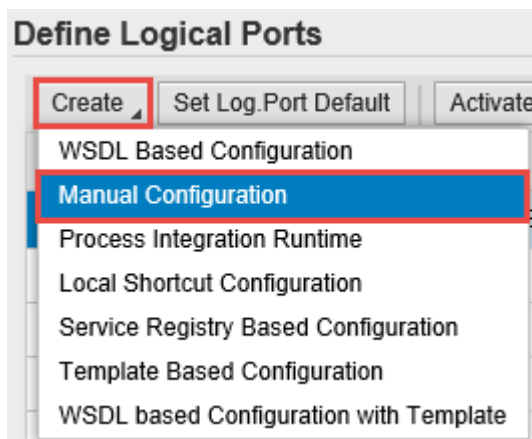 Define Logical Ports
Create Set Log.Port Default Activate
WSDL Based Configuration
Manual Configuration
Process Integration Runtime
Local Shortcut Configuration
Service Registry Based Configuration
Template Based Configuration
WSDL based Configuration with Template